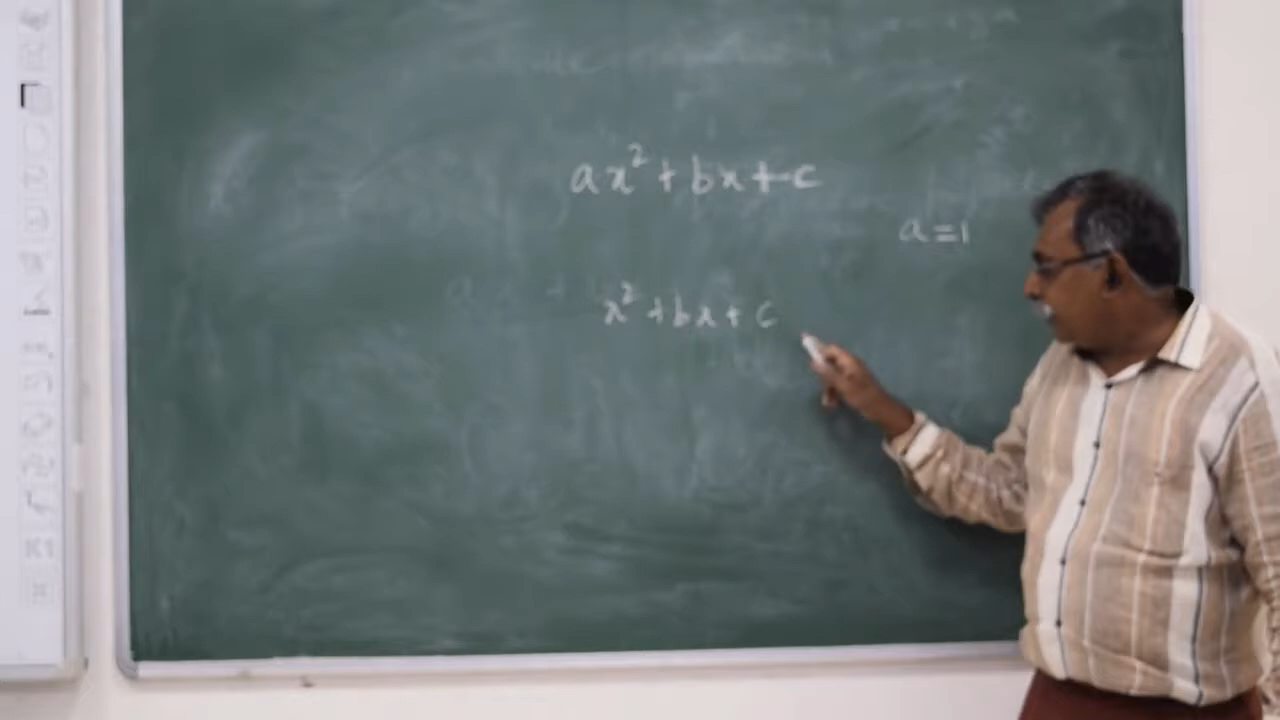 ax² + bx + c
a = 1
x² + bx + c